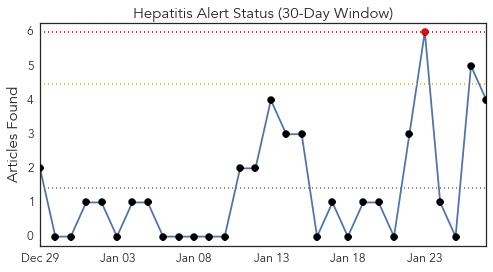 Hepatitis Alert Status (30-Day Window)
Articles Found
6
5
4
3
2
1
0
Dec 29 Jan 03 Jan 08 Jan 13 Jan 18 Jan 23